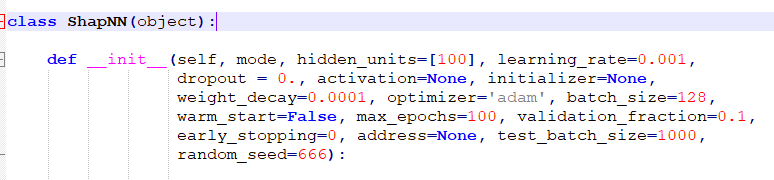 class ShapNN(object):
def __init__(self, mode, hidden_units=[100], learning_rate=0.001,
dropout = 0., activation=None, initializer=None,
weight_decay=0.0001, optimizer='adam', batch_size=128,
warm_start=False, max_epochs=100, validation_fraction=0.1,
early_stopping=0, address=None, test_batch_size=1000,
random_seed=666):